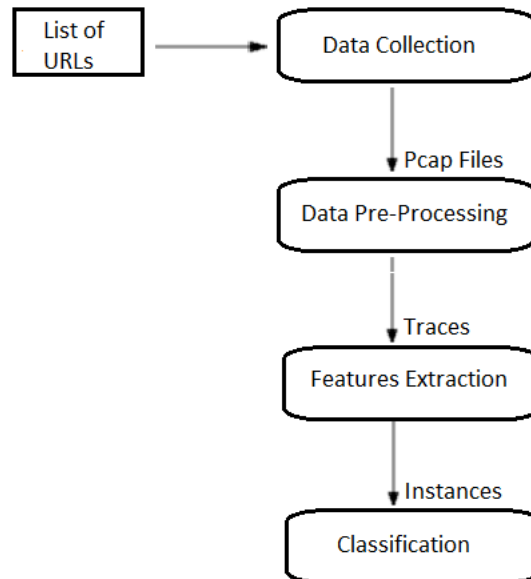 List of
URLs
Data Collection
Pcap Files
Data Pre-Processing
Traces
Features Extraction
Instances
Classification